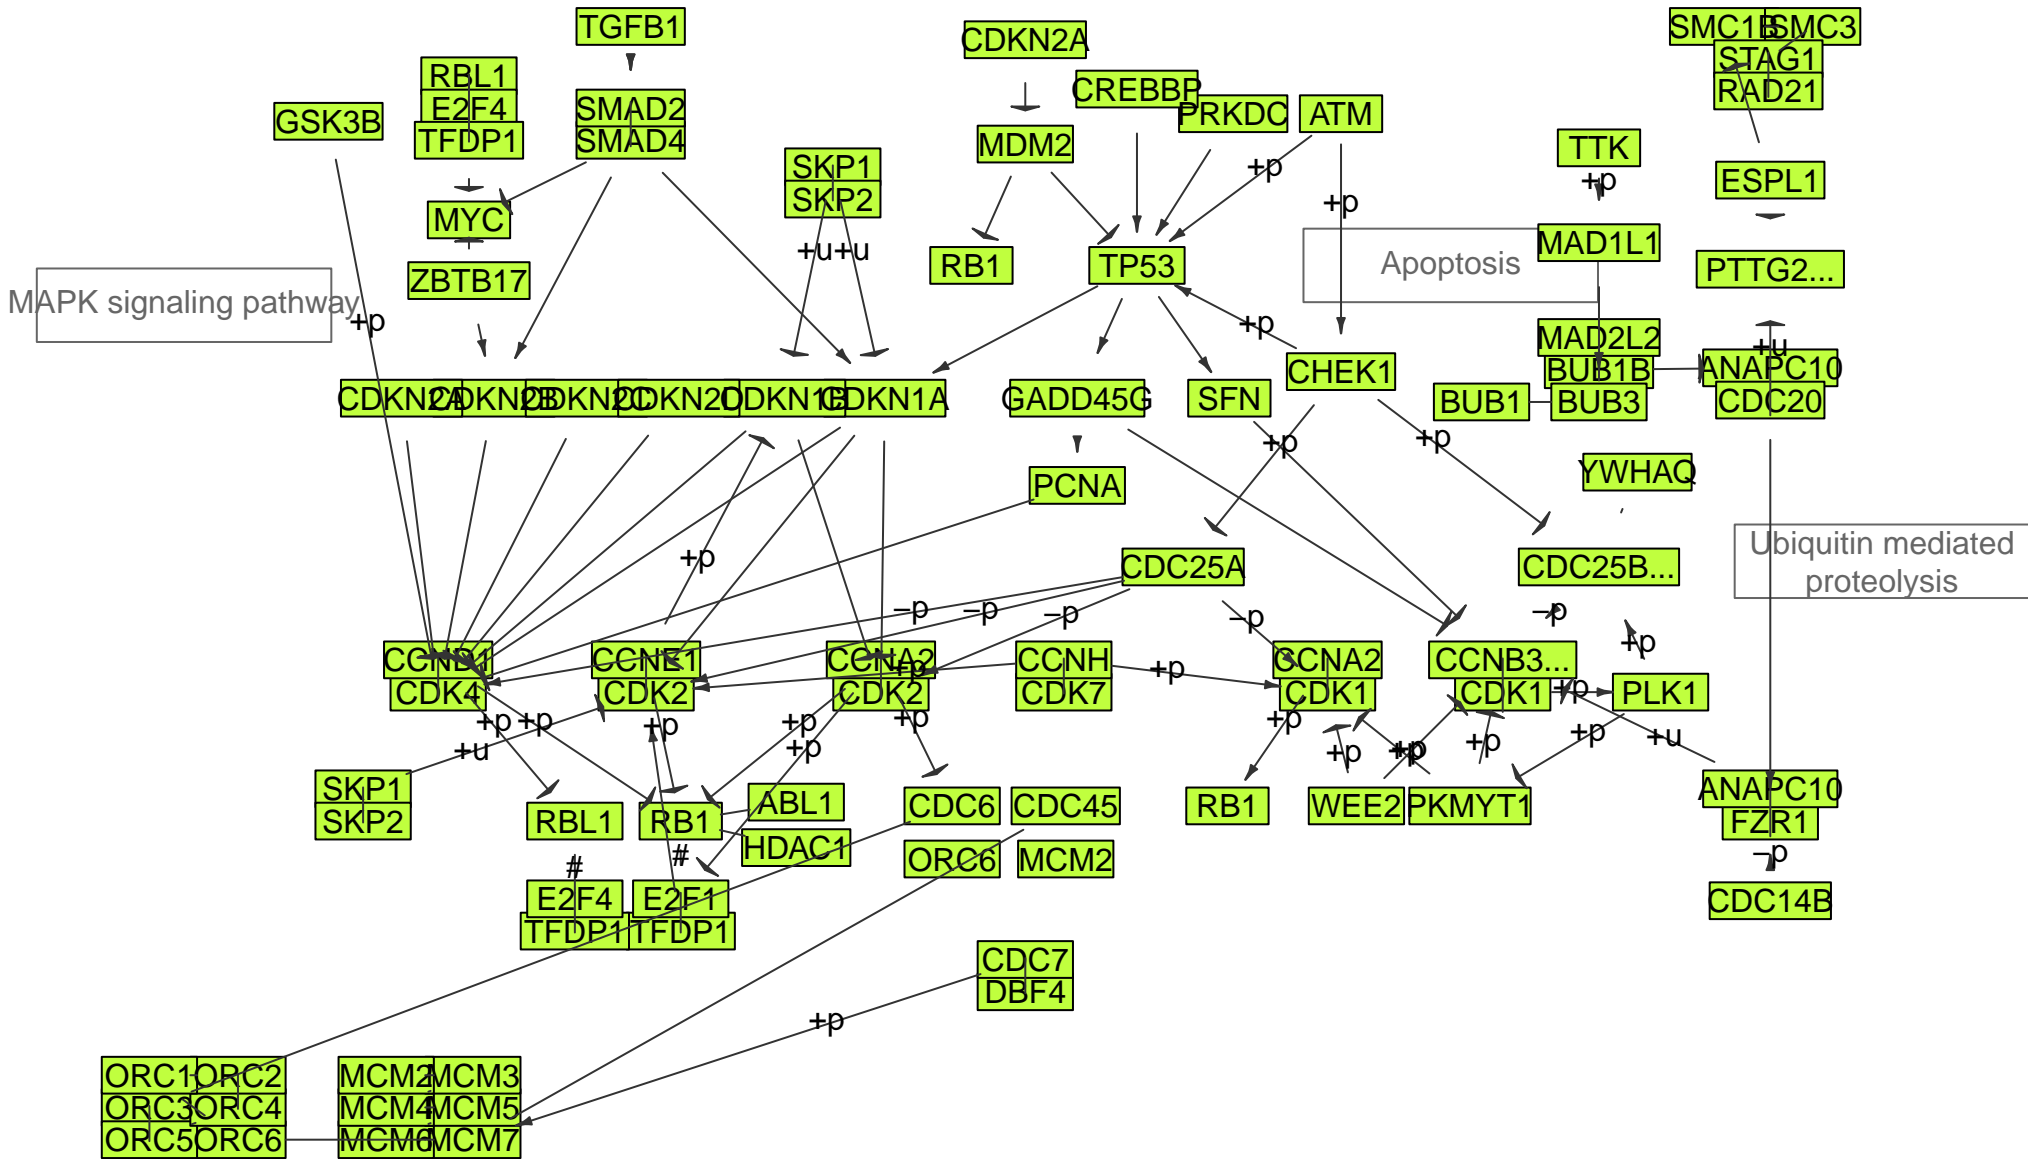 TGFB1
CDKN2A
SMC1B
SMC3
RBL1
E2F4
TFDP1
GSK3B
SMAD2
SMAD4
CREBBP
PRKDC
ATM
STAG1
RAD21
SKP1
SKP2
MDM2
TTK
+p
+p
+p
ESPL1
MYC
ZBTB17
+u
+u
RB1
TP53
Apoptosis
MAD1L1
PTTG2...
MAPK signaling pathway
+p
+p
MAD2L2
BUB1B
BUB3
BUB1
+u
ANAPC10
CDC20
CHEK1
CDKN2A
CDKN2B
CDKN2C
CDKN2D
CDKN1B
CDKN1A
GADD45G
SFN
+p
+p
PCNA
YWHAQ
+p
CDC25A
CDC25B...
Ubiquitin mediated
proteolysis
−p
−p
−p
−p
−p
+p
CCND1
CDK4
CCNE1
CDK2
CCNA2
CDK2
+p
CCNH
CDK7
+p
CCNA2
CDK1
CCNB3...
CDK1
+p
PLK1
+p
+p
+u
+p
+p
+p
+p
+p
+p
+p
+p
+p
+p
+u
SKP1
SKP2
RBL1
RB1
ABL1
HDAC1
CDC6
CDC45
ORC6
MCM2
RB1
WEE2
PKMYT1
ANAPC10
FZR1
−p
CDC14B
#
#
E2F4
TFDP1
E2F1
TFDP1
CDC7
DBF4
+p
ORC1
ORC2
ORC3
ORC4
ORC5
ORC6
MCM2
MCM3
MCM4
MCM5
MCM6
MCM7